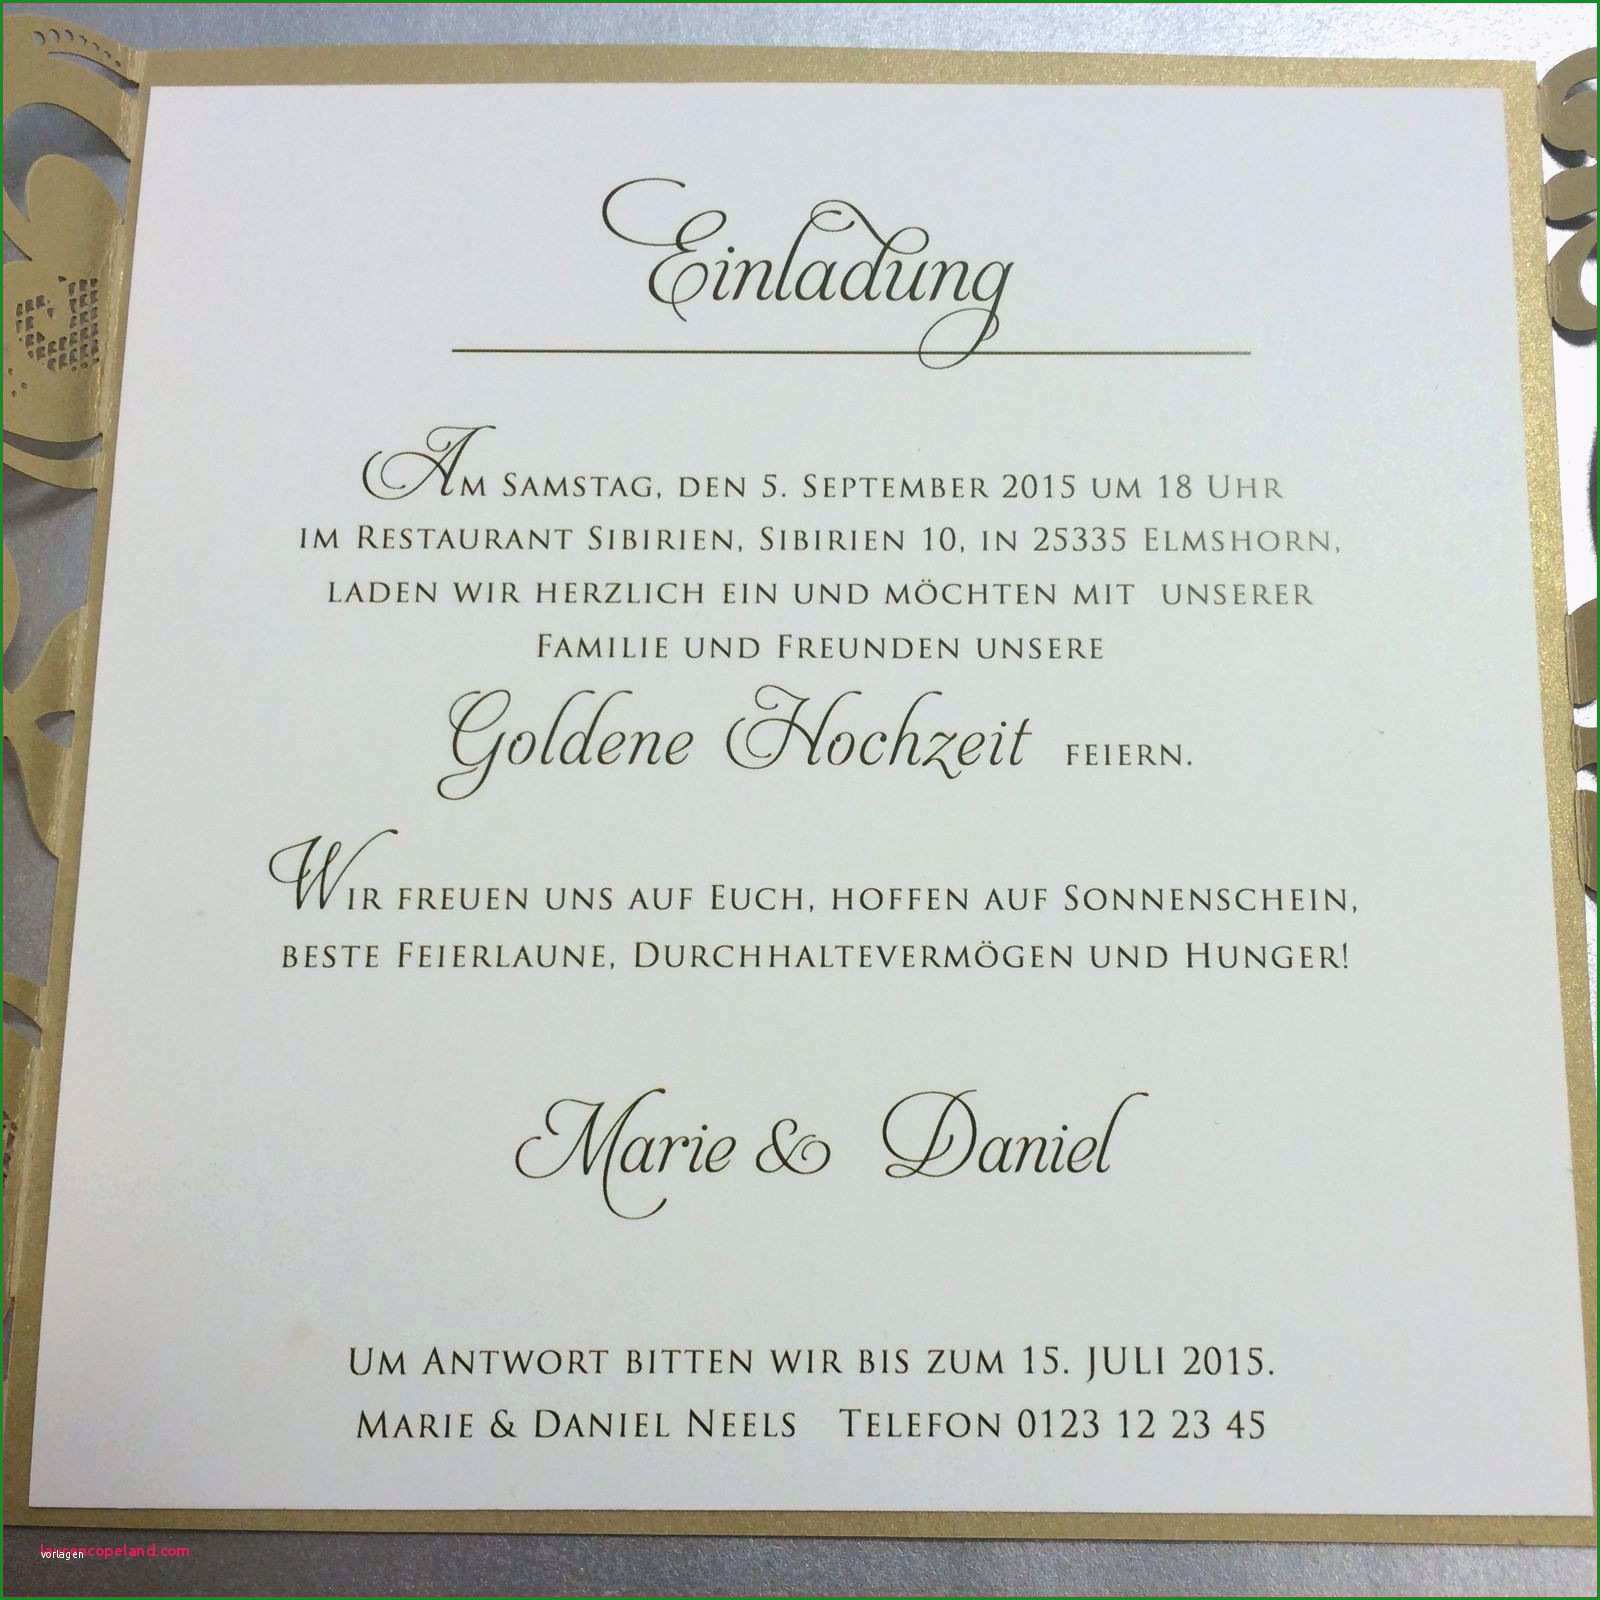 Einladung
Am Samstag, den 5. September 2015 um 18 Uhr
im Restaurant Sibirien, Sibirien 10, in 25335 Elmshorn,
laden wir herzlich ein und möchten mit unserer
Familie und Freunden unsere
Goldene Hochzeit feiern.
Wir freuen uns auf Euch, hoffen auf Sonnenschein,
beste Feierlaune, Durchhaltevermögen und Hunger!
Marie & Daniel
Um Antwort bitten wir bis zum 15. JULI 2015.
Marie & Daniel Neels Telefon 0123 12 23 45
laurencopeland.com
vorlagen